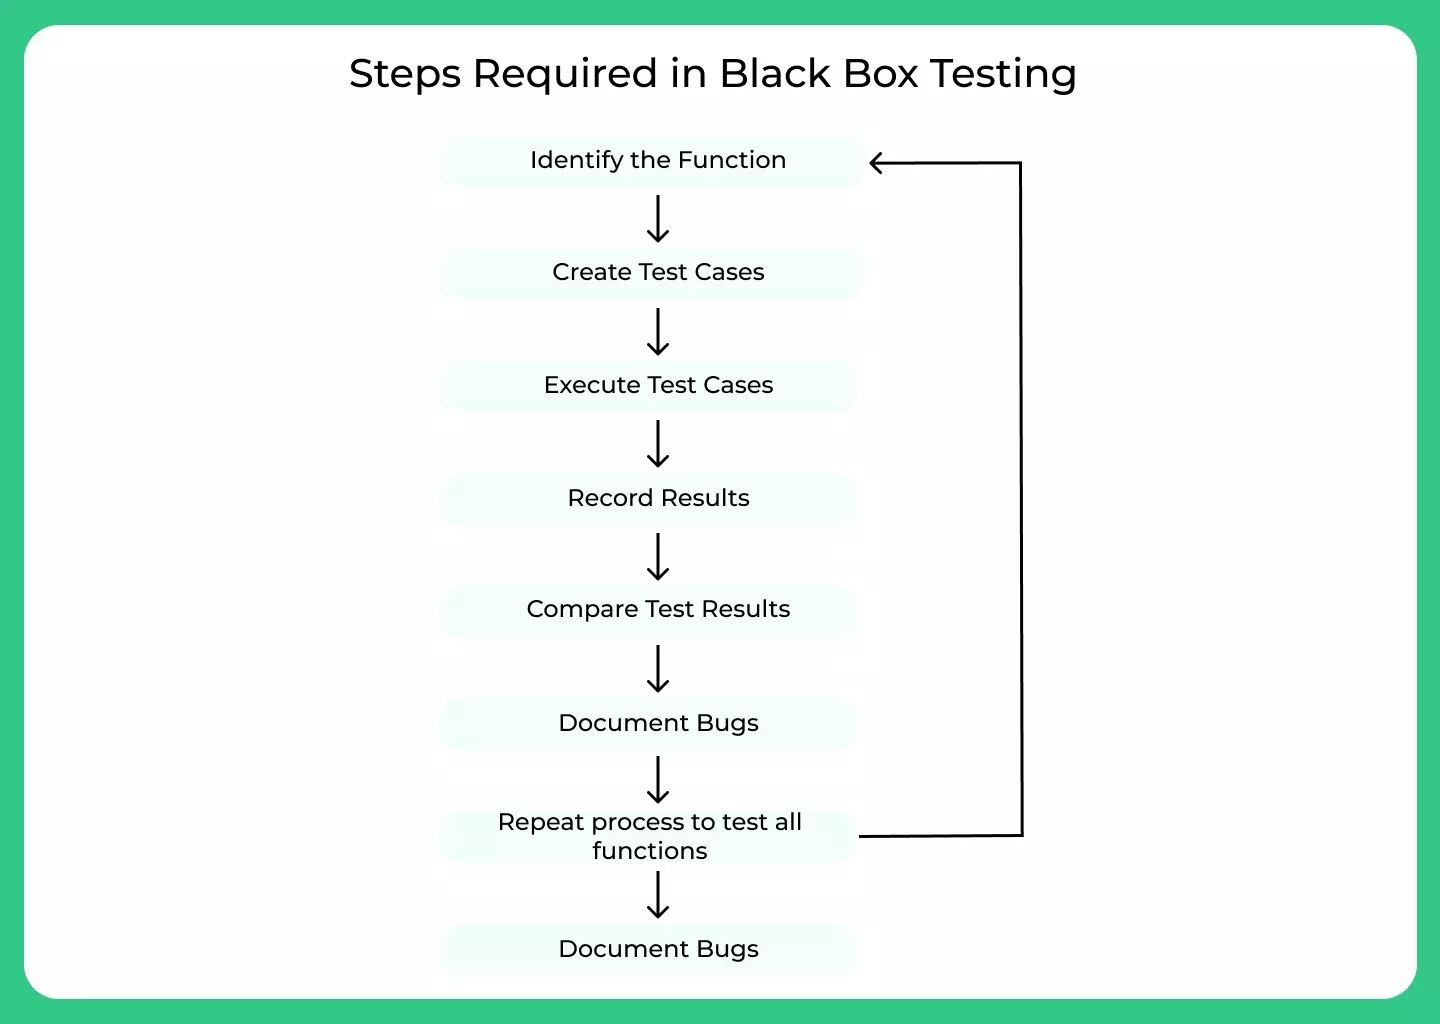 Steps Required in Black Box Testing
Identify the Function
Create Test Cases
Execute Test Cases
Record Results
Compare Test Results
Document Bugs
Repeat process to test all
functions
Document Bugs